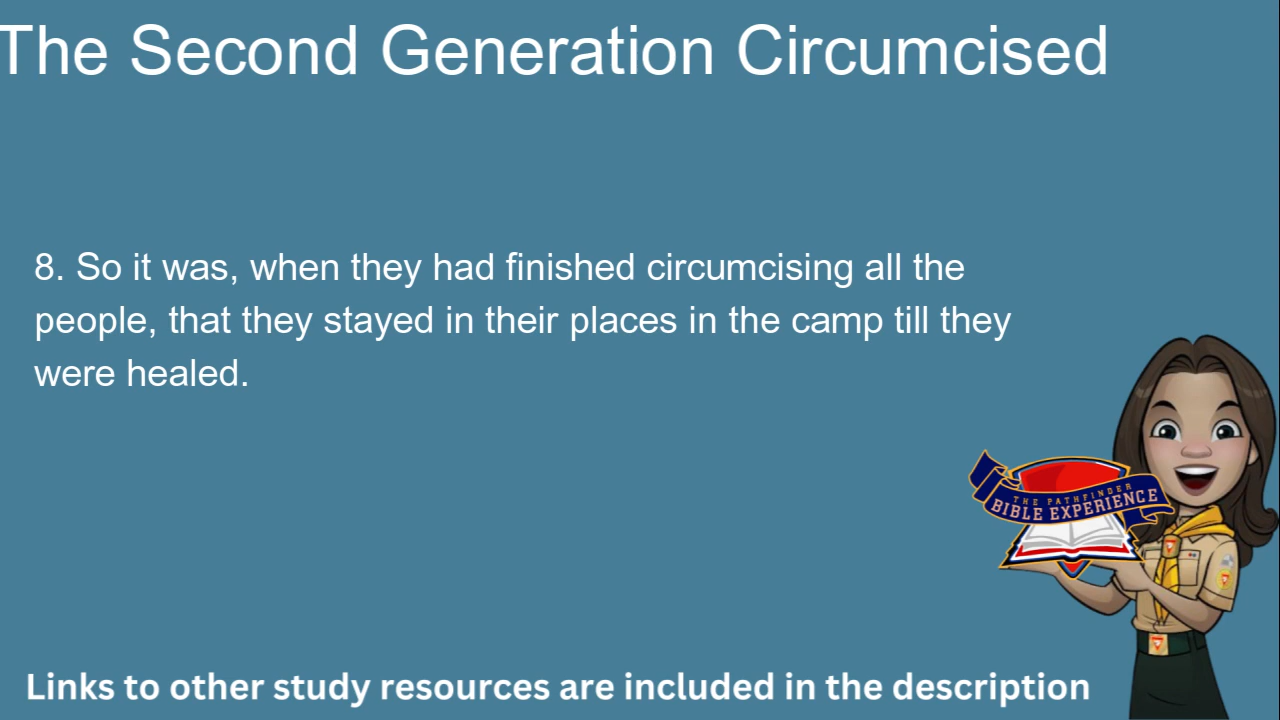 The Second Generation Circumcised
8. So it was, when they had finished circumcising all the
people, that they stayed in their places in the camp till they
were healed.
THE PATHFINDER
BIBLE EXPERIENCE
Links to other study resources are included in the description